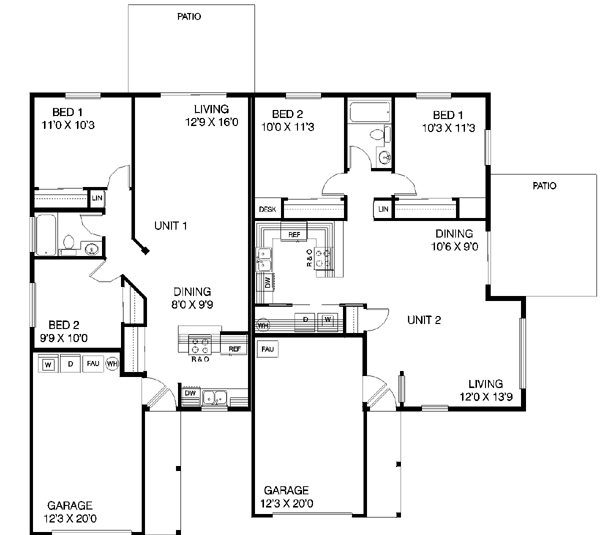 PATIO
BED 1
11'0 X 10'3
LIVING
12'9 X 16'0
BED 2
10'0 X 11'3
BED 1
10'3 X 11'3
PATIO
LIN
DESK
LIN
UNIT 1
REF
R & O
DW
DINING
10'6 X 9'0
DINING
8'0 X 9'9
BED 2
9'9 X 10'0
WH
D
W
UNIT 2
W
D
FAU
WH
R & O
REF
FAU
DW
LIVING
12'0 X 13'9
GARAGE
12'3 X 20'0
GARAGE
12'3 X 20'0